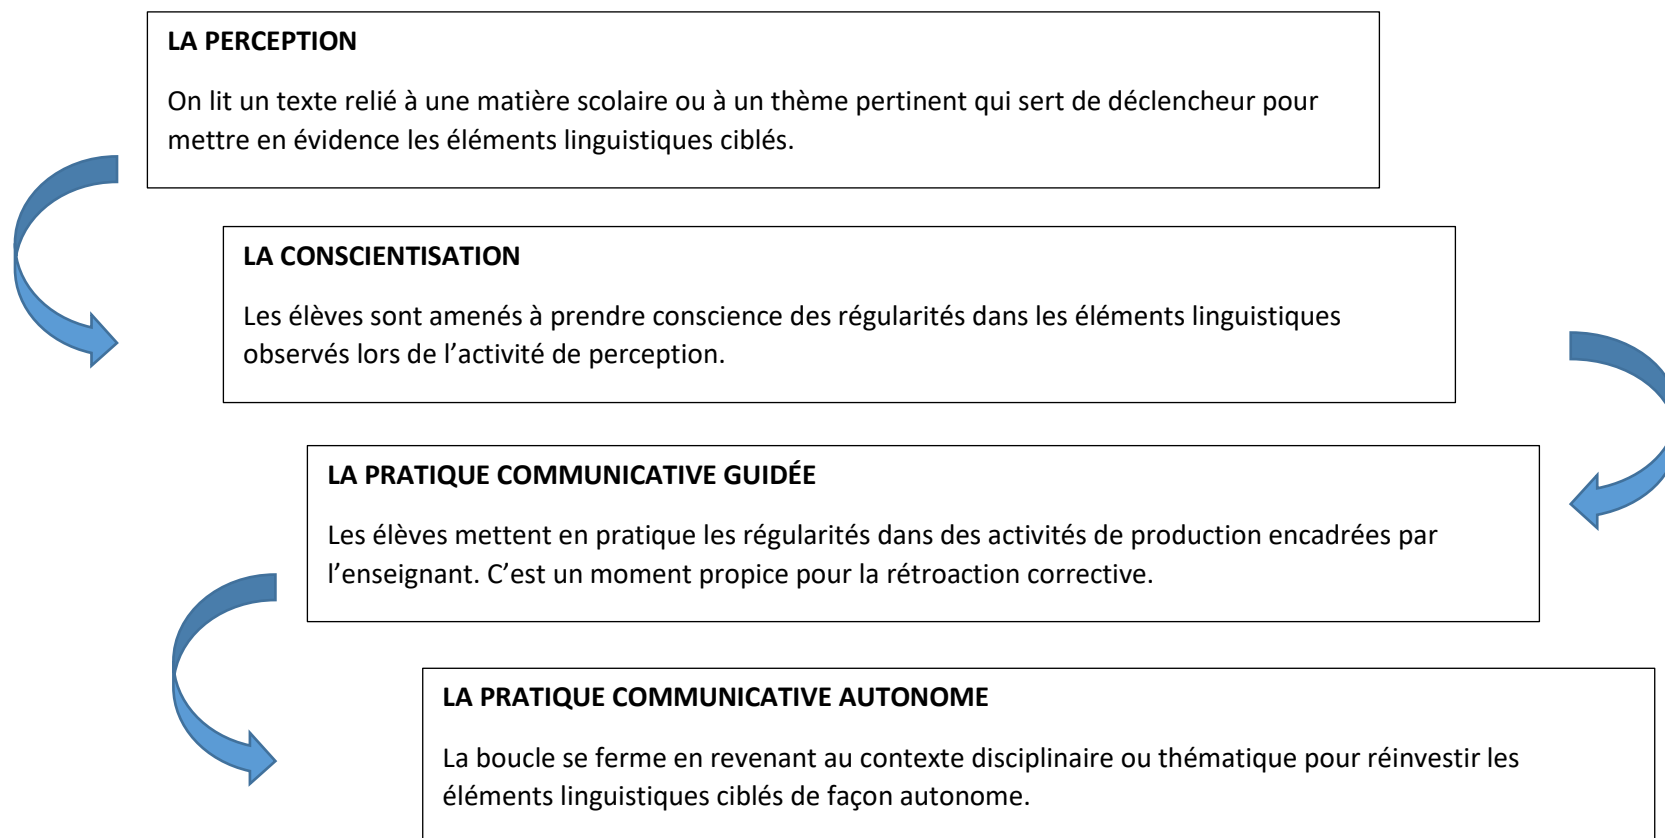 LA PERCEPTION
On lit un texte relié à une matière scolaire ou à un thème pertinent qui sert de déclencheur pour
mettre en évidence les éléments linguistiques ciblés.
LA CONSCIENTISATION
Les élèves sont amenés à prendre conscience des régularités dans les éléments linguistiques
observés lors de l’activité de perception.
LA PRATIQUE COMMUNICATIVE GUIDÉE
Les élèves mettent en pratique les régularités dans des activités de production encadrées par
l’enseignant. C’est un moment propice pour la rétroaction corrective.
LA PRATIQUE COMMUNICATIVE AUTONOME
La boucle se ferme en revenant au contexte disciplinaire ou thématique pour réinvestir les
éléments linguistiques ciblés de façon autonome.